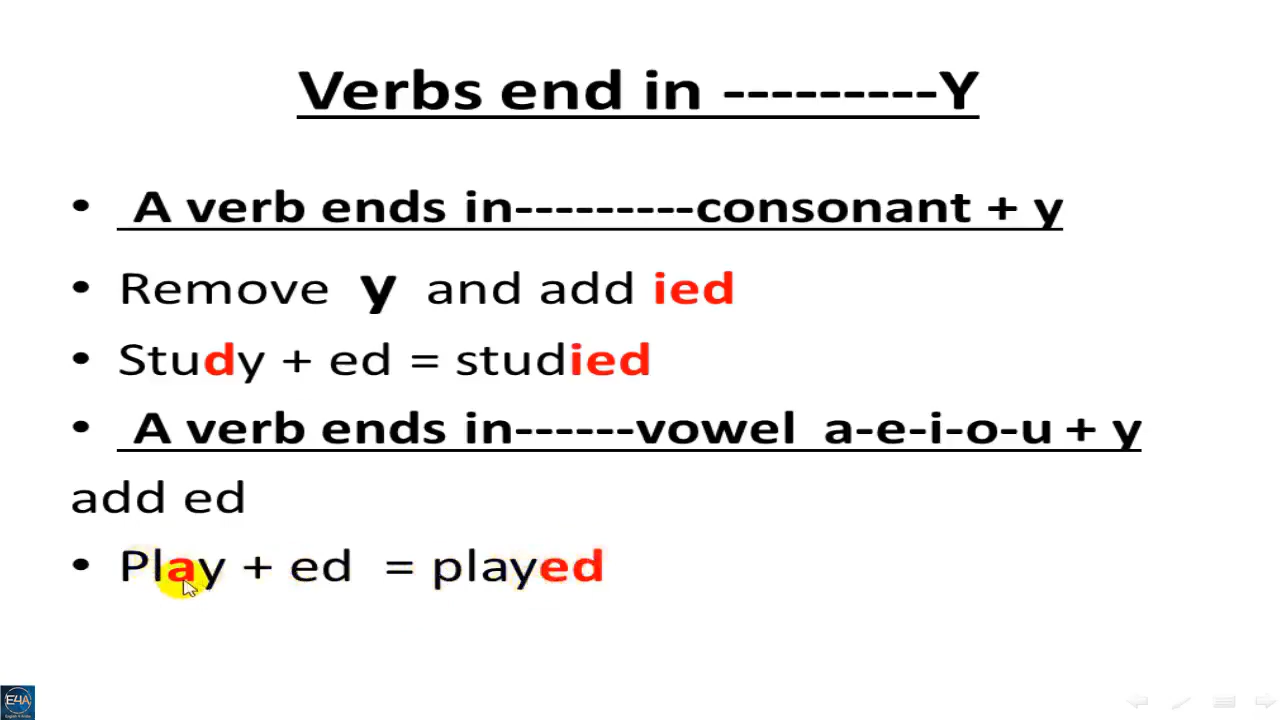 Verbs end in ---------Y
• A verb ends in---------consonant + y
• Remove y and add ied
• Study + ed = studied
• A verb ends in------vowel a-e-i-o-u + y
add ed
• Play + ed = played
E4A